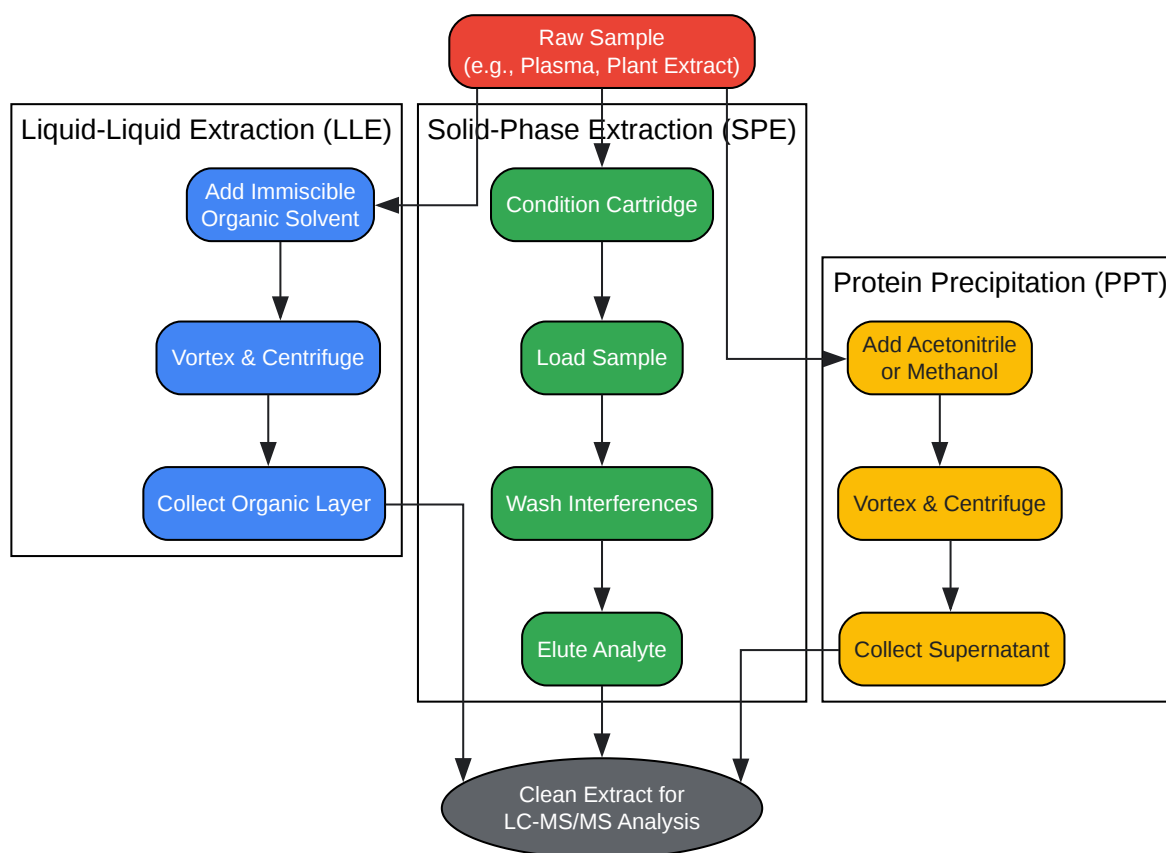 Raw Sample
(e.g., Plasma, Plant Extract)
Liquid-Liquid Extraction (LLE)
Add Immiscible
Organic Solvent
Vortex & Centrifuge
Collect Organic Layer
Solid-Phase Extraction (SPE)
Condition Cartridge
Load Sample
Wash Interferences
Elute Analyte
Protein Precipitation (PPT)
Add Acetonitrile
or Methanol
Vortex & Centrifuge
Collect Supernatant
Clean Extract for
LC-MS/MS Analysis